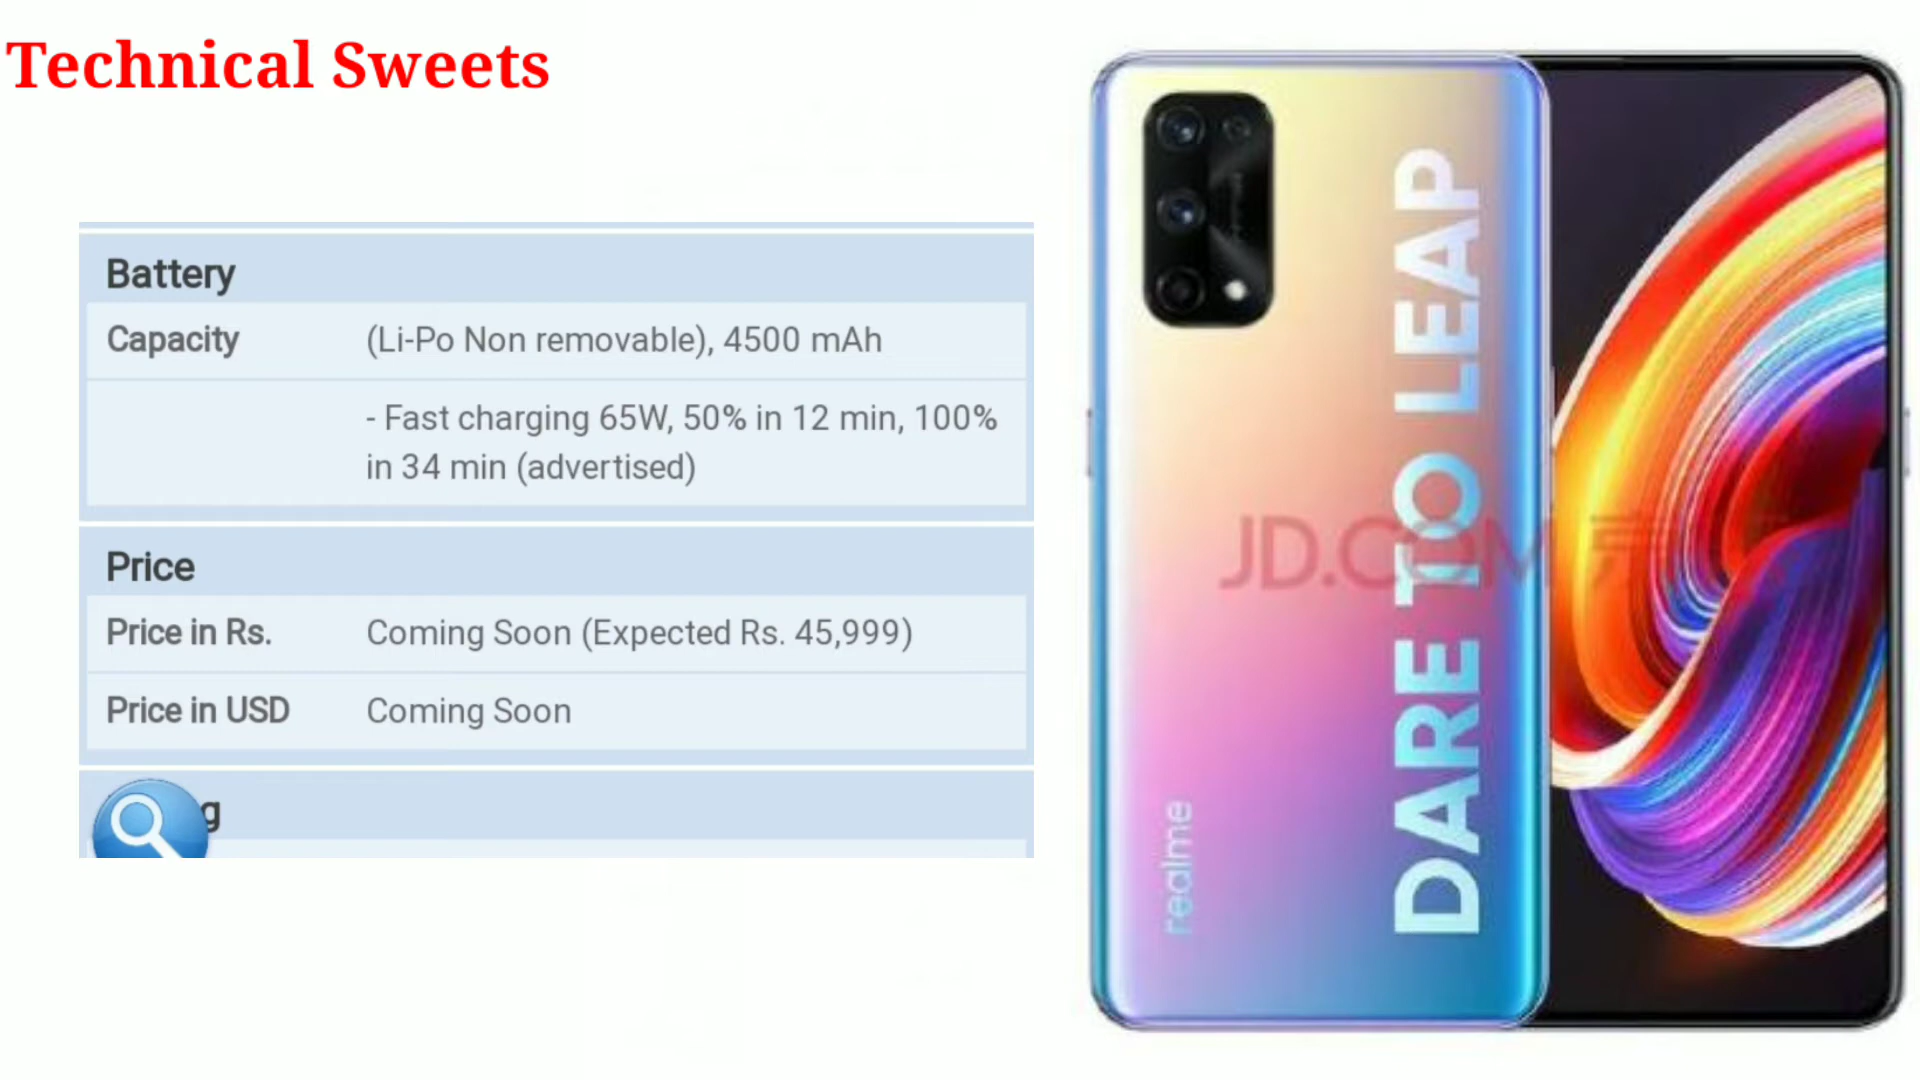 Technical Sweets
Battery
Capacity (Li-Po Non removable), 4500 mAh
- Fast charging 65W, 50% in 12 min, 100%
in 34 min (advertised)
Price
Price in Rs. Coming Soon (Expected Rs. 45,999)
Price in USD Coming Soon
g
DARE TO LEAP
realme
JD.COM 京